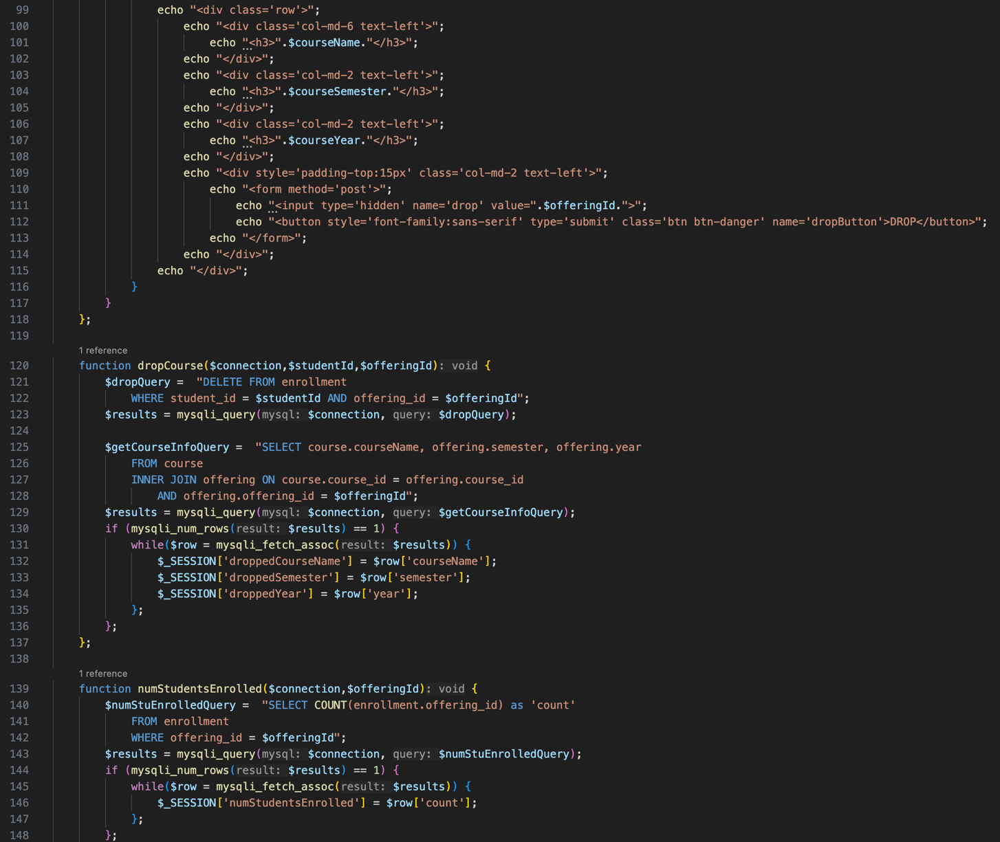 99 echo "<div class='row'>";
100 echo "<div class='col-md-6 text-left'>";
101 echo "<h3>".$courseName."</h3>";
102 echo "</div>";
103 echo "<div class='col-md-2 text-left'>";
104 echo "<h3>".$courseSemester."</h3>";
105 echo "</div>";
106 echo "<div class='col-md-2 text-left'>";
107 echo "<h3>".$courseYear."</h3>";
108 echo "</div>";
109 echo "<div style='padding-top:15px' class='col-md-2 text-left'>";
110 echo "<form method='post'>";
111 echo "<input type='hidden' name='drop' value=".$offeringId.">";
112 echo "<button style='font-family:sans-serif' type='submit' class='btn btn-danger' name='dropButton'>DROP</button>";
113 echo "</form>";
114 echo "</div>";
115 echo "</div>";
116 }
117 }
118 };
119
1 reference
120 function dropCourse($connection,$studentId,$offeringId): void {
121 $dropQuery =  "DELETE FROM enrollment
122 WHERE student_id = $studentId AND offering_id = $offeringId";
123 $results = mysqli_query(mysql: $connection, query: $dropQuery);
124
125 $getCourseInfoQuery =  "SELECT course.courseName, offering.semester, offering.year
126 FROM course
127 INNER JOIN offering ON course.course_id = offering.course_id
128 AND offering.offering_id = $offeringId";
129 $results = mysqli_query(mysql: $connection, query: $getCourseInfoQuery);
130 if (mysqli_num_rows(result: $results) == 1) {
131 while($row = mysqli_fetch_assoc(result: $results)) {
132 $_SESSION['droppedCourseName'] = $row['courseName'];
133 $_SESSION['droppedSemester'] = $row['semester'];
134 $_SESSION['droppedYear'] = $row['year'];
135 };
136 };
137 };
138
1 reference
139 function numStudentsEnrolled($connection,$offeringId): void {
140 $numStuEnrolledQuery =  "SELECT COUNT(enrollment.offering_id) as 'count'
141 FROM enrollment
142 WHERE offering_id = $offeringId";
143 $results = mysqli_query(mysql: $connection, query: $numStuEnrolledQuery);
144 if (mysqli_num_rows(result: $results) == 1) {
145 while($row = mysqli_fetch_assoc(result: $results)) {
146 $_SESSION['numStudentsEnrolled'] = $row['count'];
147 };
148 };